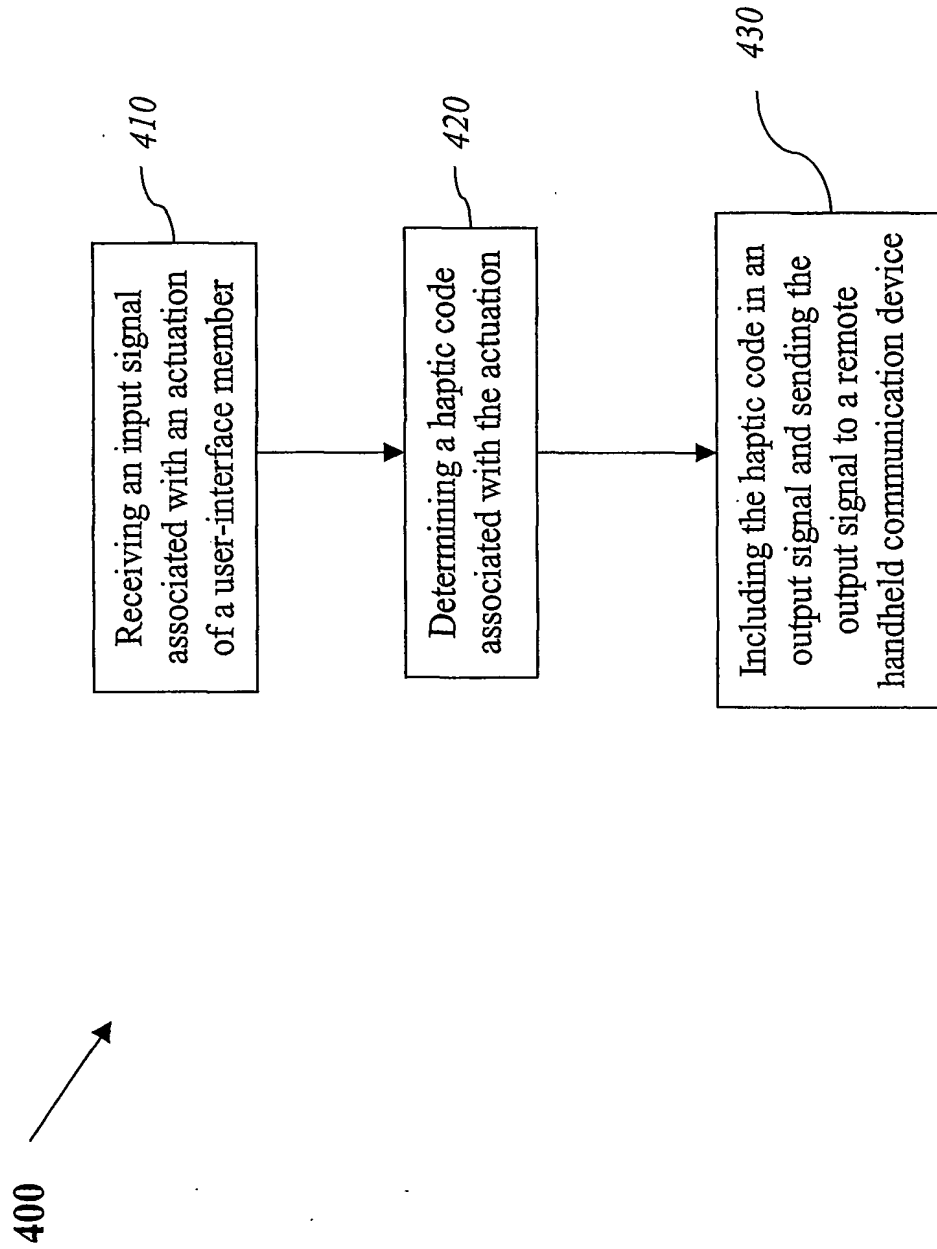 400
Receiving an input signal
associated with an actuation
of a user-interface member
410
Determining a haptic code
associated with the actuation
420
Including the haptic code in an
output signal and sending the
output signal to a remote
handheld communication device
430